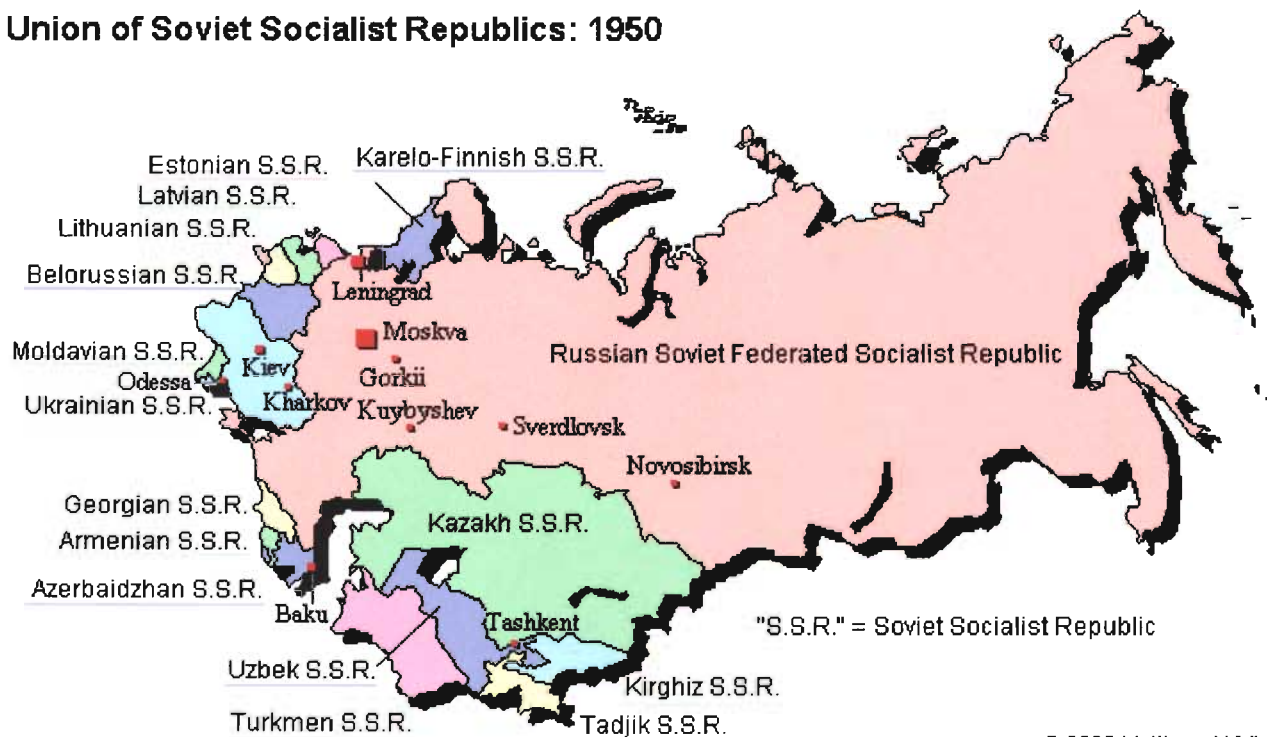 Union of Soviet Socialist Republics: 1950
Estonian S.S.R.
Karelo-Finnish S.S.R.
Latvian S.S.R.
Lithuanian S.S.R.
Belorussian S.S.R.
Leningrad
Moskva
Russian Soviet Federated Socialist Republic
Moldavian S.S.R.
Kiev
Gorkii
Odessa
Kharkov
Ukrainian S.S.R.
Kuybyshev
Sverdlovsk
Novosibirsk
Georgian S.S.R.
Kazakh S.S.R.
Armenian S.S.R.
Azerbaidzhan S.S.R.
Baku
Tashkent
"S.S.R." = Soviet Socialist Republic
Uzbek S.S.R.
Kirghiz S.S.R.
Turkmen S.S.R.
Tadjik S.S.R.